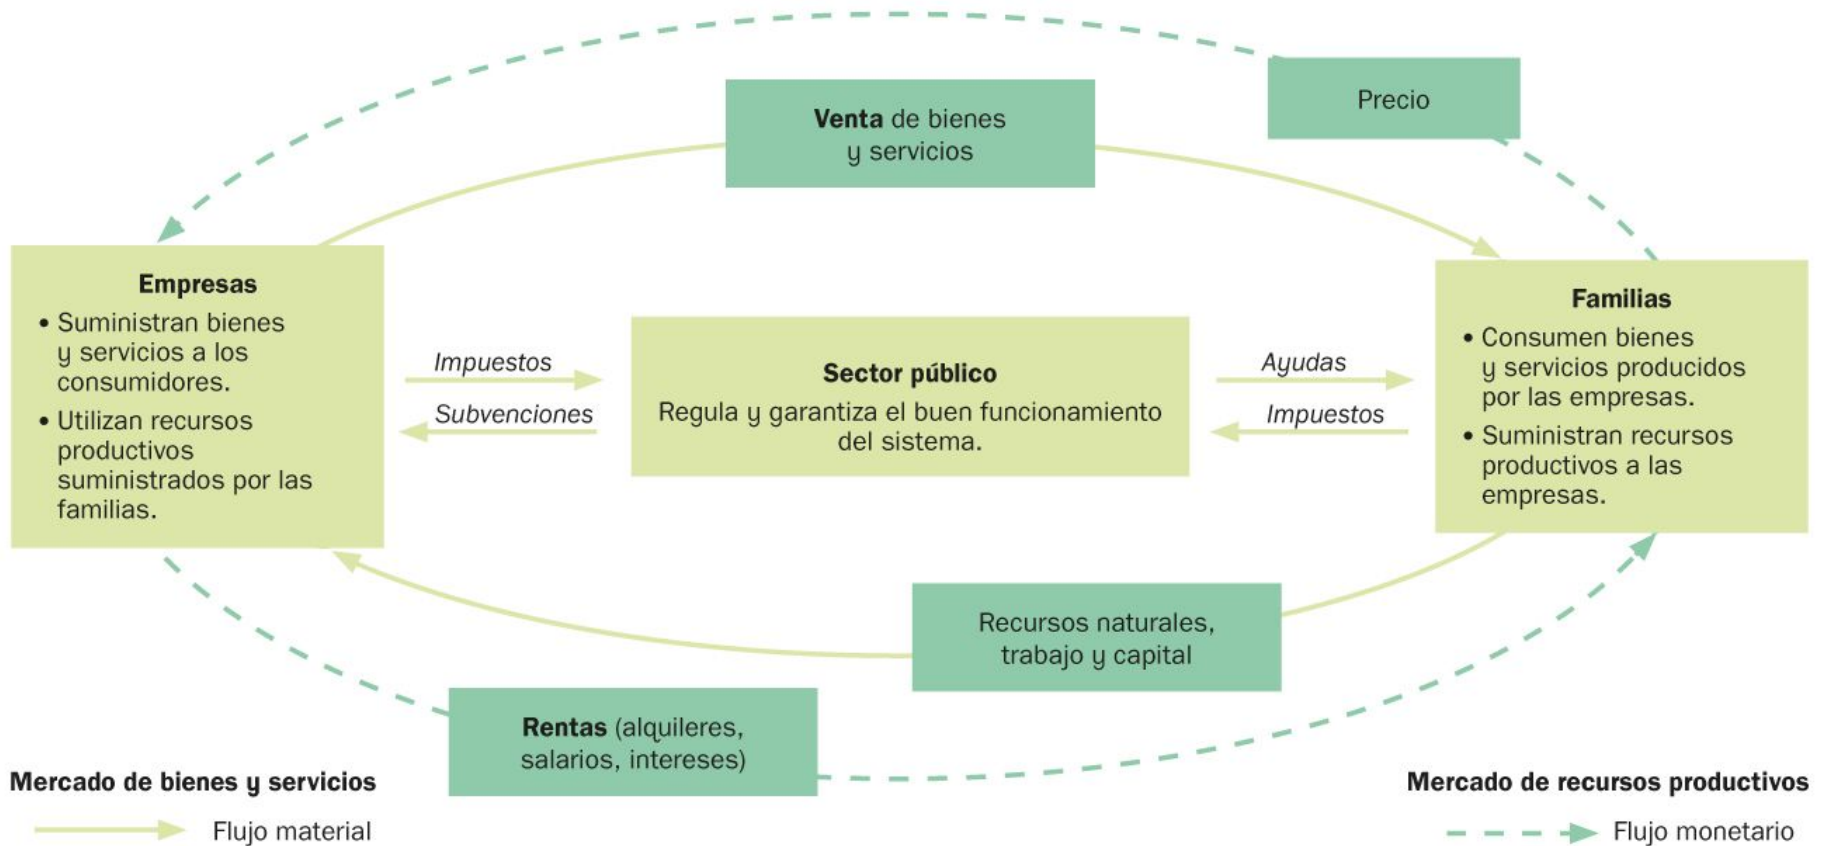 Precio
Venta de bienes
y servicios
Empresas
• Suministran bienes
y servicios a los
consumidores.
• Utilizan recursos
productivos
suministrados por las
familias.
Impuestos
Subvenciones
Sector público
Regula y garantiza el buen funcionamiento
del sistema.
Ayudas
Impuestos
Familias
• Consumen bienes
y servicios producidos
por las empresas.
• Suministran recursos
productivos a las
empresas.
Recursos naturales,
trabajo y capital
Rentas (alquileres,
salarios, intereses)
Mercado de bienes y servicios
Flujo material
Mercado de recursos productivos
Flujo monetario